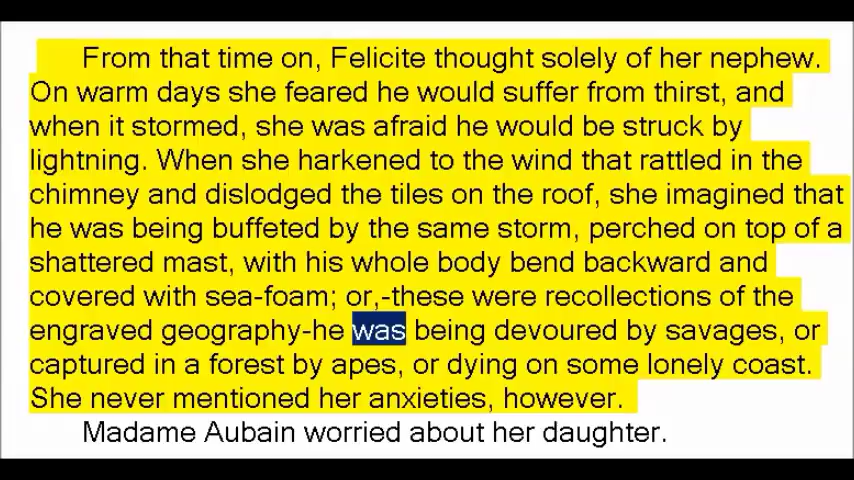 From that time on, Felicite thought solely of her nephew.
On warm days she feared he would suffer from thirst, and
when it stormed, she was afraid he would be struck by
lightning. When she harkened to the wind that rattled in the
chimney and dislodged the tiles on the roof, she imagined that
he was being buffeted by the same storm, perched on top of a
shattered mast, with his whole body bend backward and
covered with sea-foam; or,-these were recollections of the
engraved geography-he was being devoured by savages, or
captured in a forest by apes, or dying on some lonely coast.
She never mentioned her anxieties, however.
Madame Aubain worried about her daughter.